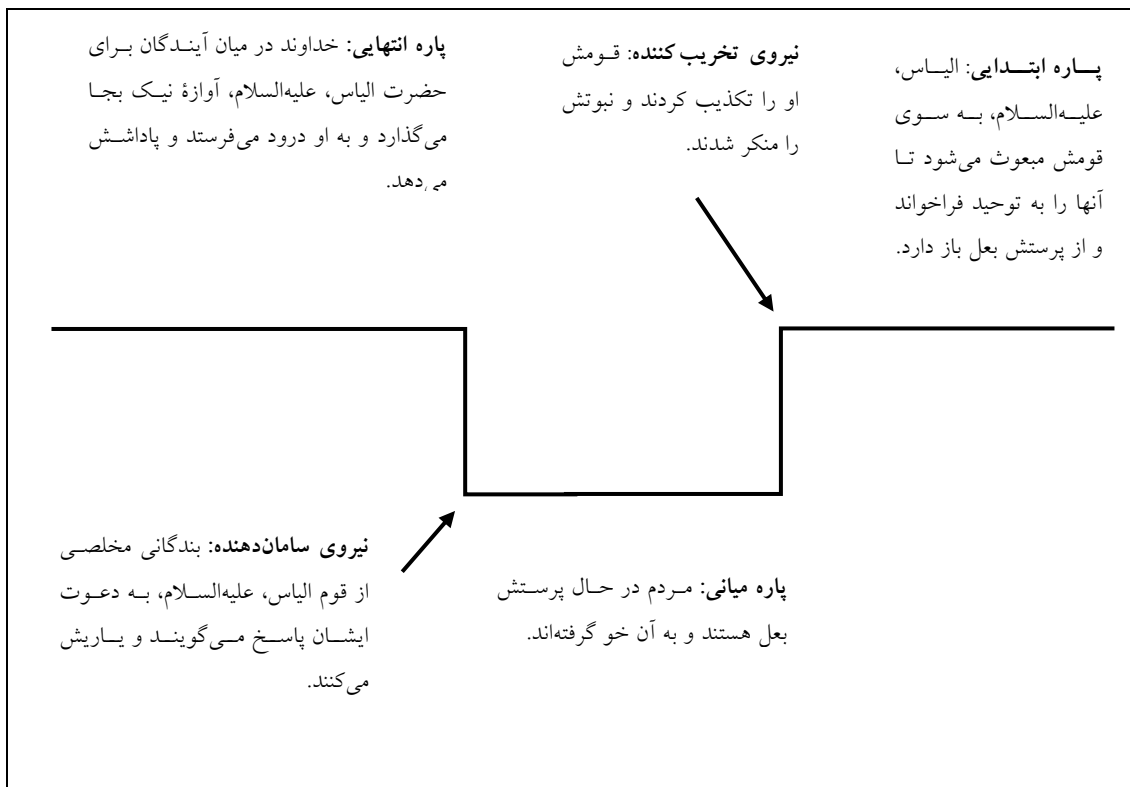 پاره ابتدایی: الیاس،
علیه‌السلام، به سوی
قومش مبعوث می‌شود تا
آنها را به توحید فراخواند
و از پرستش بعل باز دارد.
نیروی تخریب‌کننده: قومش
او را تکذیب کردند و نبوتش
را منکر شدند.
پاره انتهایی: خداوند در میان آیندگان برای
حضرت الیاس، علیه‌السلام، آوازهٔ نیک بجا
می‌گذارد و به او درود می‌فرستد و پاداشش
می‌دهد.
پاره میانی: مردم در حال پرستش
بعل هستند و به آن خو گرفته‌اند.
نیروی سامان‌دهنده: بندگانی مخلصی
از قوم الیاس، علیه‌السلام، به دعوت
ایشان پاسخ می‌گویند و یاریش
می‌کنند.